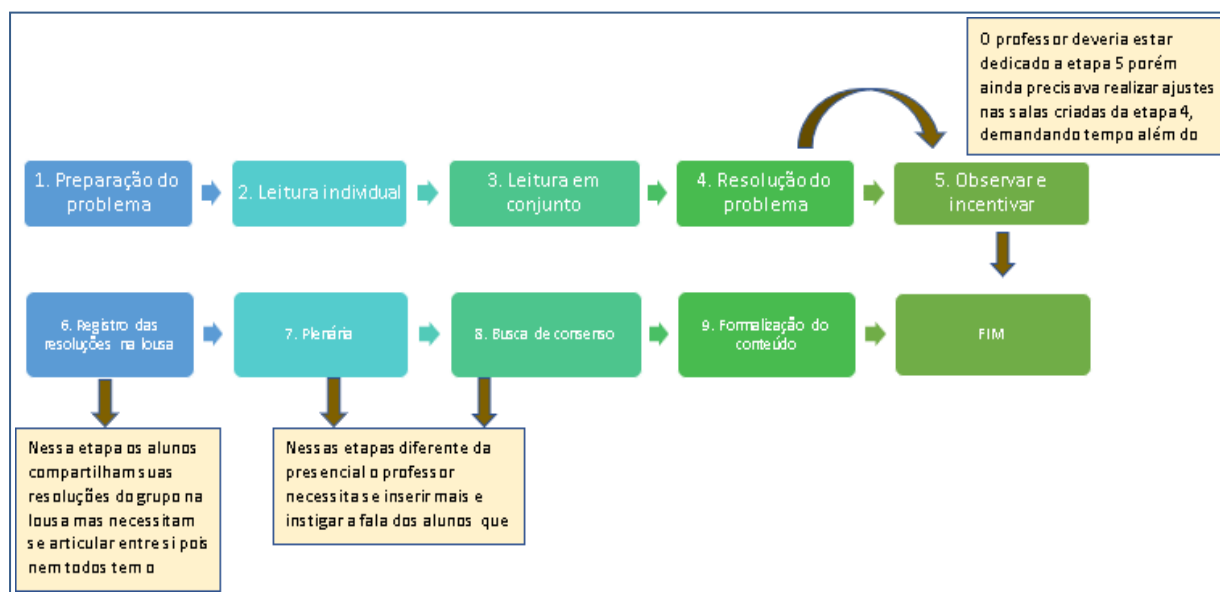 O professor deveria estar
dedicado a etapa 5 porém
ainda precisava realizar ajustes
nas salas criadas da etapa 4,
demandando tempo além do
1. Preparação do
problema
2. Leitura individual
3. Leitura em
conjunto
4. Resolução do
problema
5. Observar e
incentivar
6. Registro das
resoluções na lousa
7. Plenária
8. Busca de consenso
9. Formalização do
conteúdo
FIM
Nessa etapa os alunos
compartilham suas
resoluções do grupo na
lousa mas necessitam
se articular entre si pois
nem todos tem o
Nessas etapas diferente da
presencial o professor
necessita se inserir mais e
instigar a fala dos alunos que